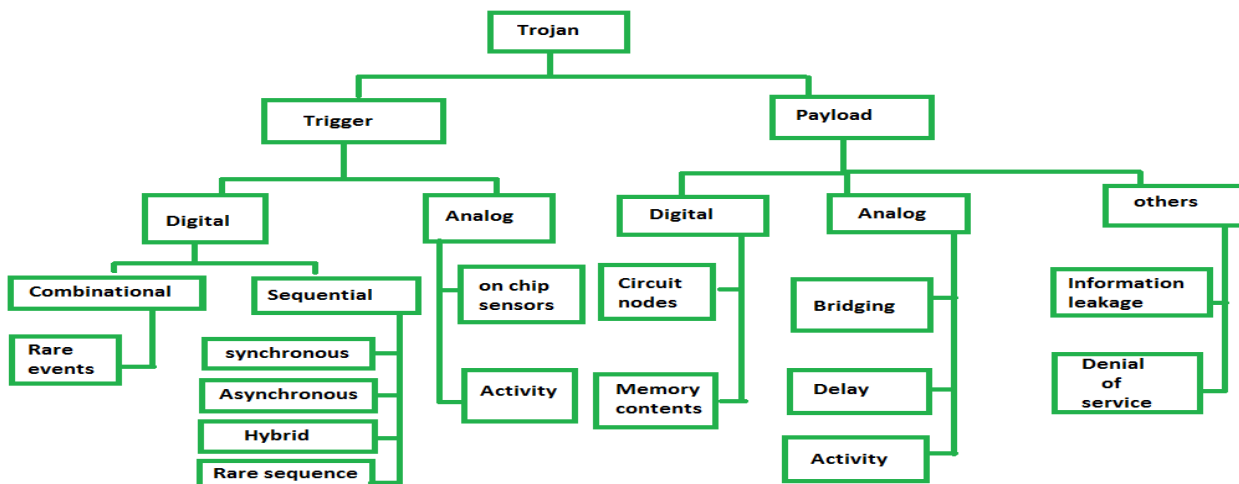 Trojan
Trigger
Payload
Digital
Analog
Digital
Analog
others
Combinational
Sequential
on chip
sensors
Circuit
nodes
Bridging
Information
leakage
Rare
events
synchronous
Asynchronous
Hybrid
Rare sequence
Activity
Memory
contents
Delay
Activity
Denial
of
service